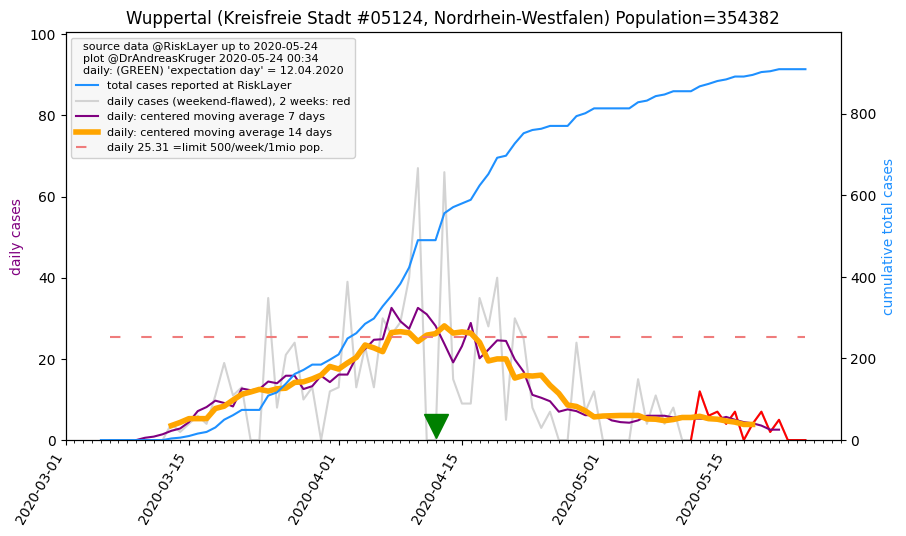 Wuppertal (Kreisfreie Stadt #05124, Nordrhein-Westfalen) Population=354382
source data @RiskLayer up to 2020-05-24
plot @DrAndreasKruger 2020-05-24 00:34
daily: (GREEN) 'expectation day' = 12.04.2020
total cases reported at RiskLayer
daily cases (weekend-flawed), 2 weeks: red
daily: centered moving average 7 days
daily: centered moving average 14 days
daily 25.31 =limit 500/week/1mio pop.
100
80
60
40
20
0
daily cases
800
600
400
200
0
cumulative total cases
2020-03-01
2020-03-15
2020-04-01
2020-04-15
2020-05-01
2020-05-15